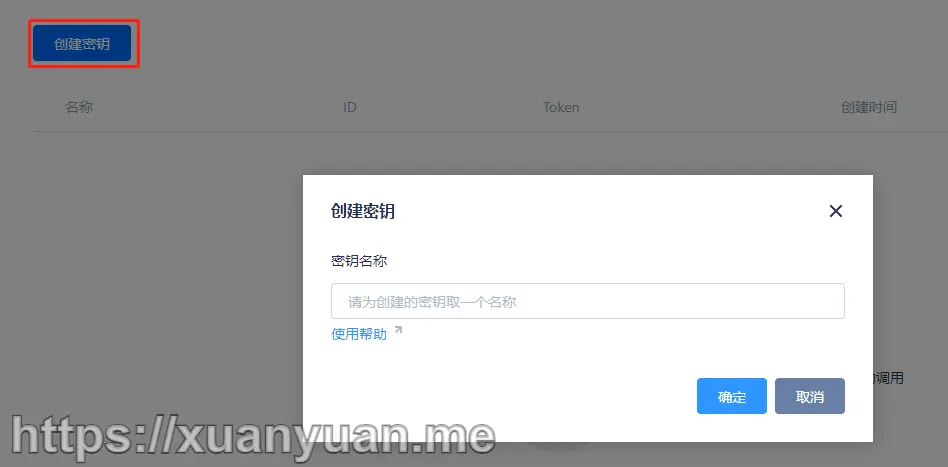 创建密钥
名称 ID Token 创建时间
创建密钥
密钥名称
请为创建的密钥取一个名称
使用帮助
调用
确定 取消
https://xuanyuan.me